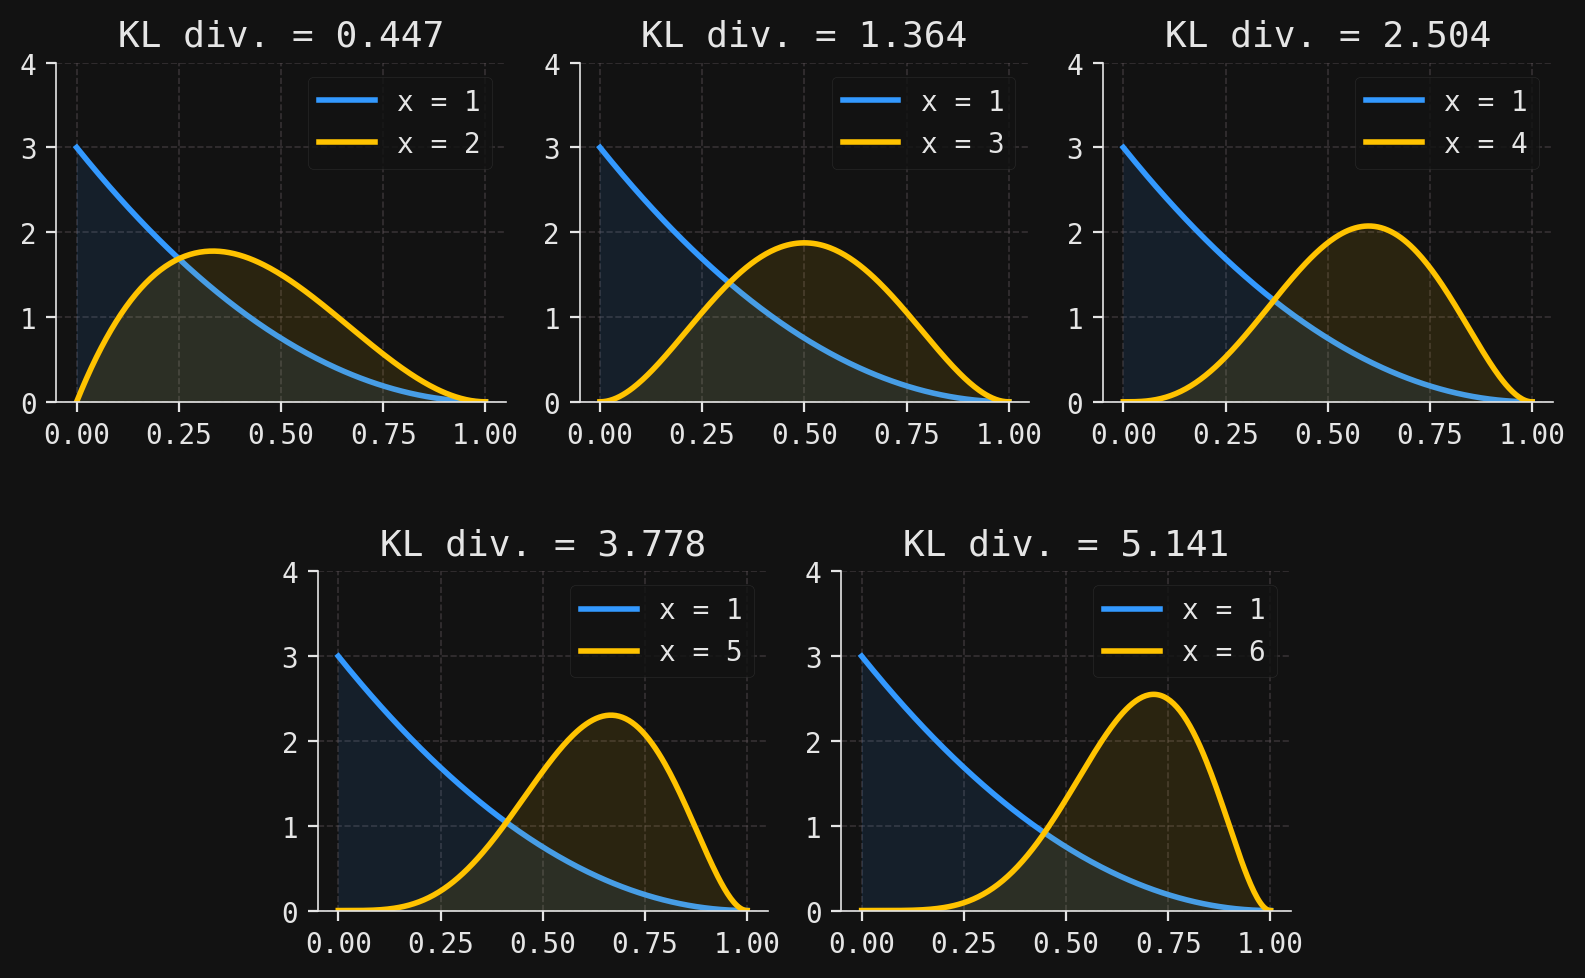 KL div. = 0.447
4
3
2
1
0
0.00 0.25 0.50 0.75 1.00
x = 1
x = 2
KL div. = 1.364
4
3
2
1
0
0.00 0.25 0.50 0.75 1.00
x = 1
x = 3
KL div. = 2.504
4
3
2
1
0
0.00 0.25 0.50 0.75 1.00
x = 1
x = 4
KL div. = 3.778
4
3
2
1
0
0.00 0.25 0.50 0.75 1.00
x = 1
x = 5
KL div. = 5.141
4
3
2
1
0
0.00 0.25 0.50 0.75 1.00
x = 1
x = 6